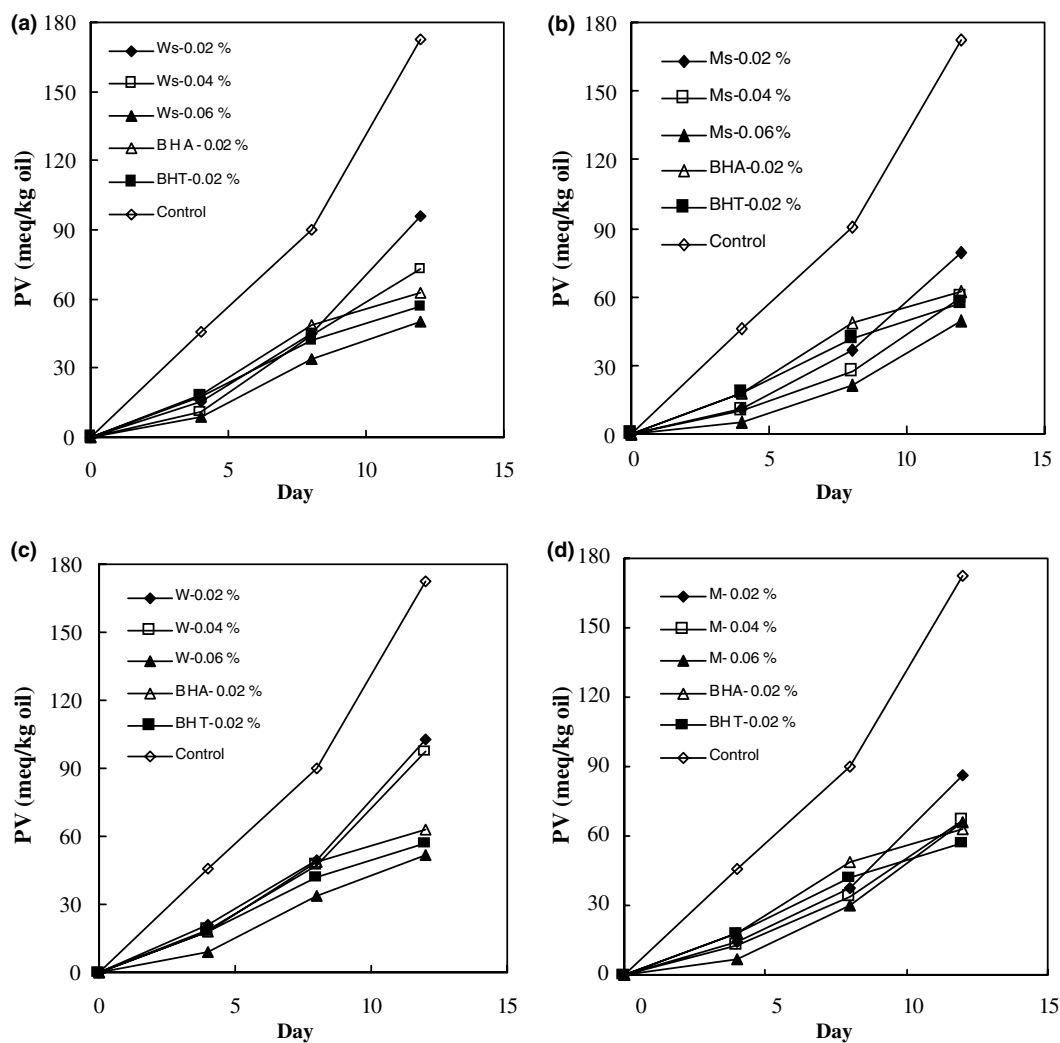 (a)
180
150
120
90
60
30
0
PV (meq/kg oil)
Ws-0.02 %
Ws-0.04 %
Ws-0.06 %
BHA-0.02 %
BHT-0.02 %
Control
0 5 10 15
Day
(b)
180
150
120
90
60
30
0
PV (meq/kg oil)
Ms-0.02 %
Ms-0.04 %
Ms-0.06%
BHA-0.02 %
BHT-0.02 %
Control
0 5 10 15
Day
(c)
180
150
120
90
60
30
0
PV (meq/kg oil)
W-0.02 %
W-0.04 %
W-0.06 %
BHA-0.02 %
BHT-0.02 %
Control
0 5 10 15
Day
(d)
180
150
120
90
60
30
0
PV (meq/kg oil)
M- 0.02 %
M- 0.04 %
M- 0.06 %
BHA-0.02 %
BHT-0.02 %
Control
0 5 10 15
Day